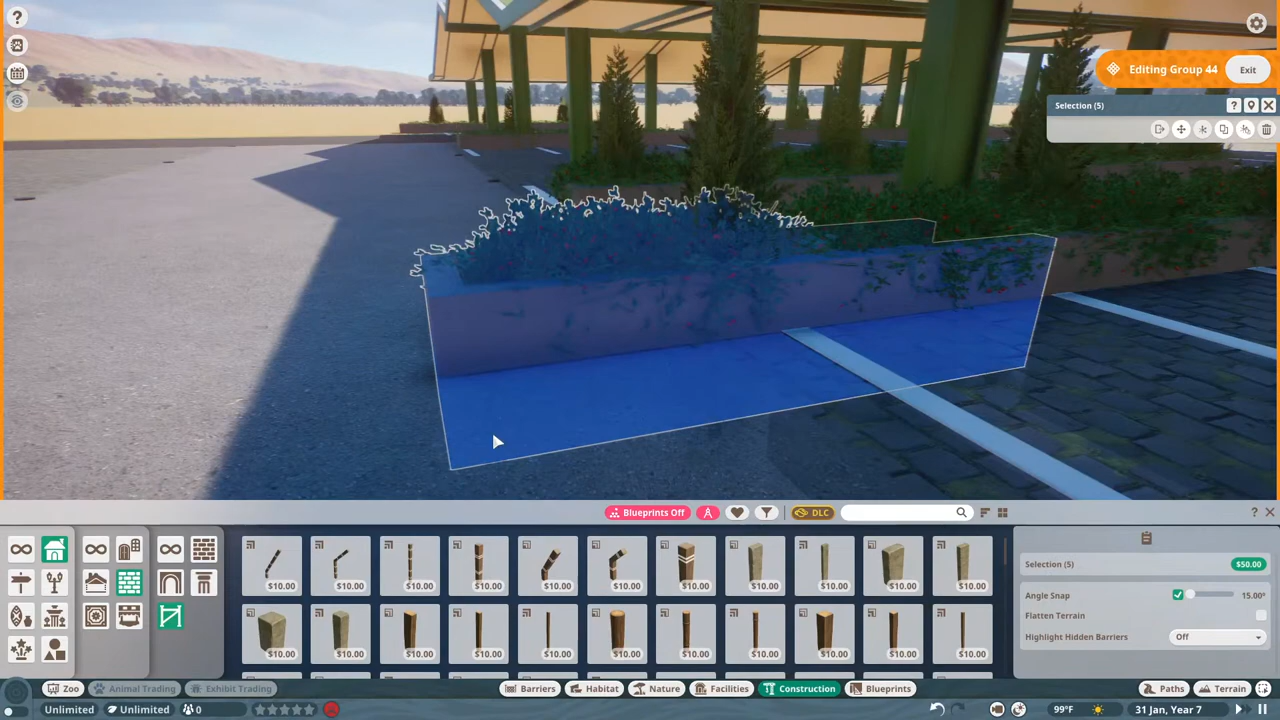 ?
Editing Group 44 Exit
Selection (5) ?
Blueprints Off DLC ?
$10.00 $10.00 $10.00 $10.00 $10.00 $10.00 $10.00 $10.00 $10.00 $10.00 $10.00
Selection (5) $50.00
Angle Snap 15.00°
Flatten Terrain
Highlight Hidden Barriers Off
$10.00 $10.00 $10.00 $10.00 $10.00 $10.00 $10.00 $10.00 $10.00 $10.00 $10.00
Zoo Animal Trading Exhibit Trading Barriers Habitat Nature Facilities Construction Blueprints Paths Terrain
Unlimited Unlimited 0 99°F 31 Jan, Year 7